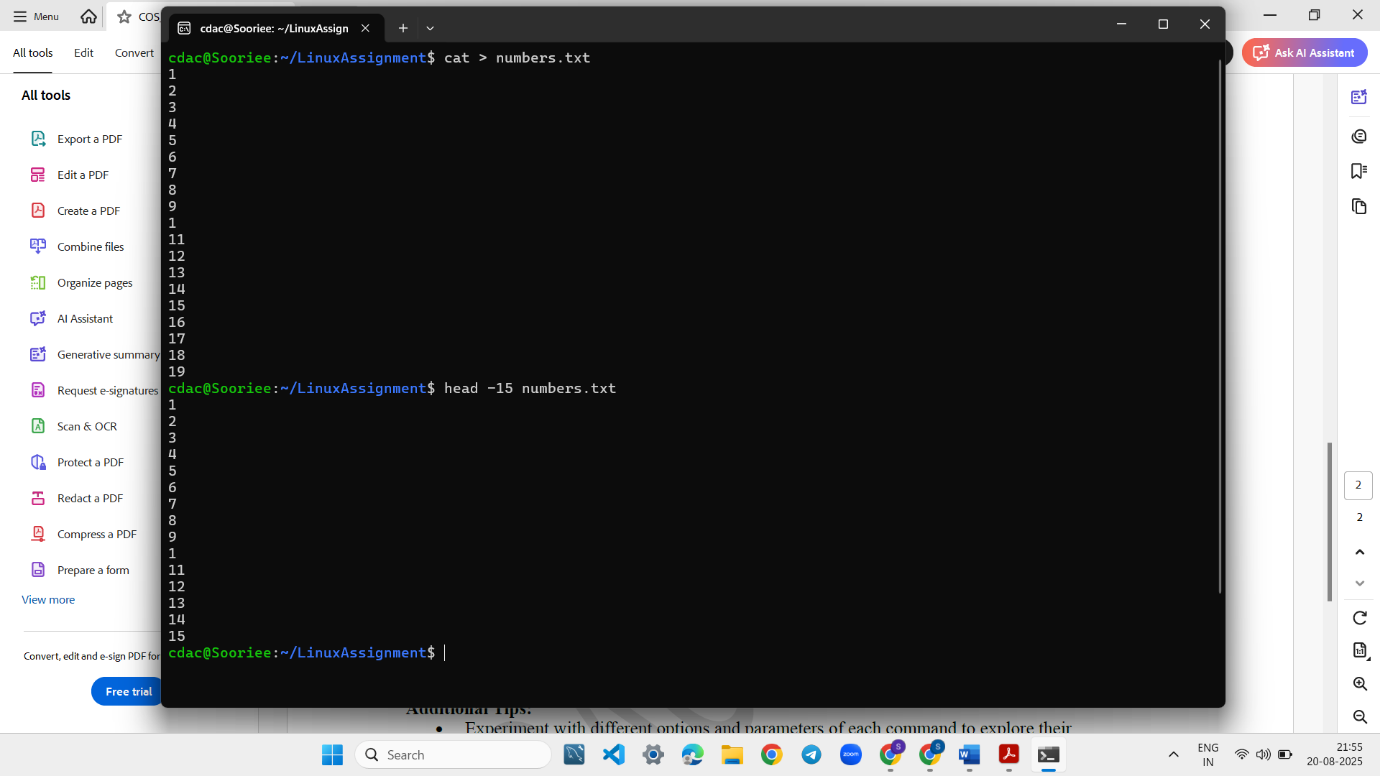 Menu
COS
cdac@Sooriee: ~/LinuxAssign
All tools
Edit
Convert
Ask AI Assistant
All tools
Export a PDF
Edit a PDF
Create a PDF
Combine files
Organize pages
AI Assistant
Generative summary
Request e-signatures
Scan & OCR
Protect a PDF
Redact a PDF
Compress a PDF
Prepare a form
View more
Convert, edit and e-sign PDF for
Free trial
cdac@Sooriee:~/LinuxAssignment$ cat > numbers.txt
1
2
3
4
5
6
7
8
9
1
11
12
13
14
15
16
17
18
19
cdac@Sooriee:~/LinuxAssignment$ head -15 numbers.txt
1
2
3
4
5
6
7
8
9
1
11
12
13
14
15
cdac@Sooriee:~/LinuxAssignment$
Additional Tips:
• Experiment with different options and parameters of each command to explore their
2
2
Search
zoom
S
S
ENG
IN
21:55
20-08-2025